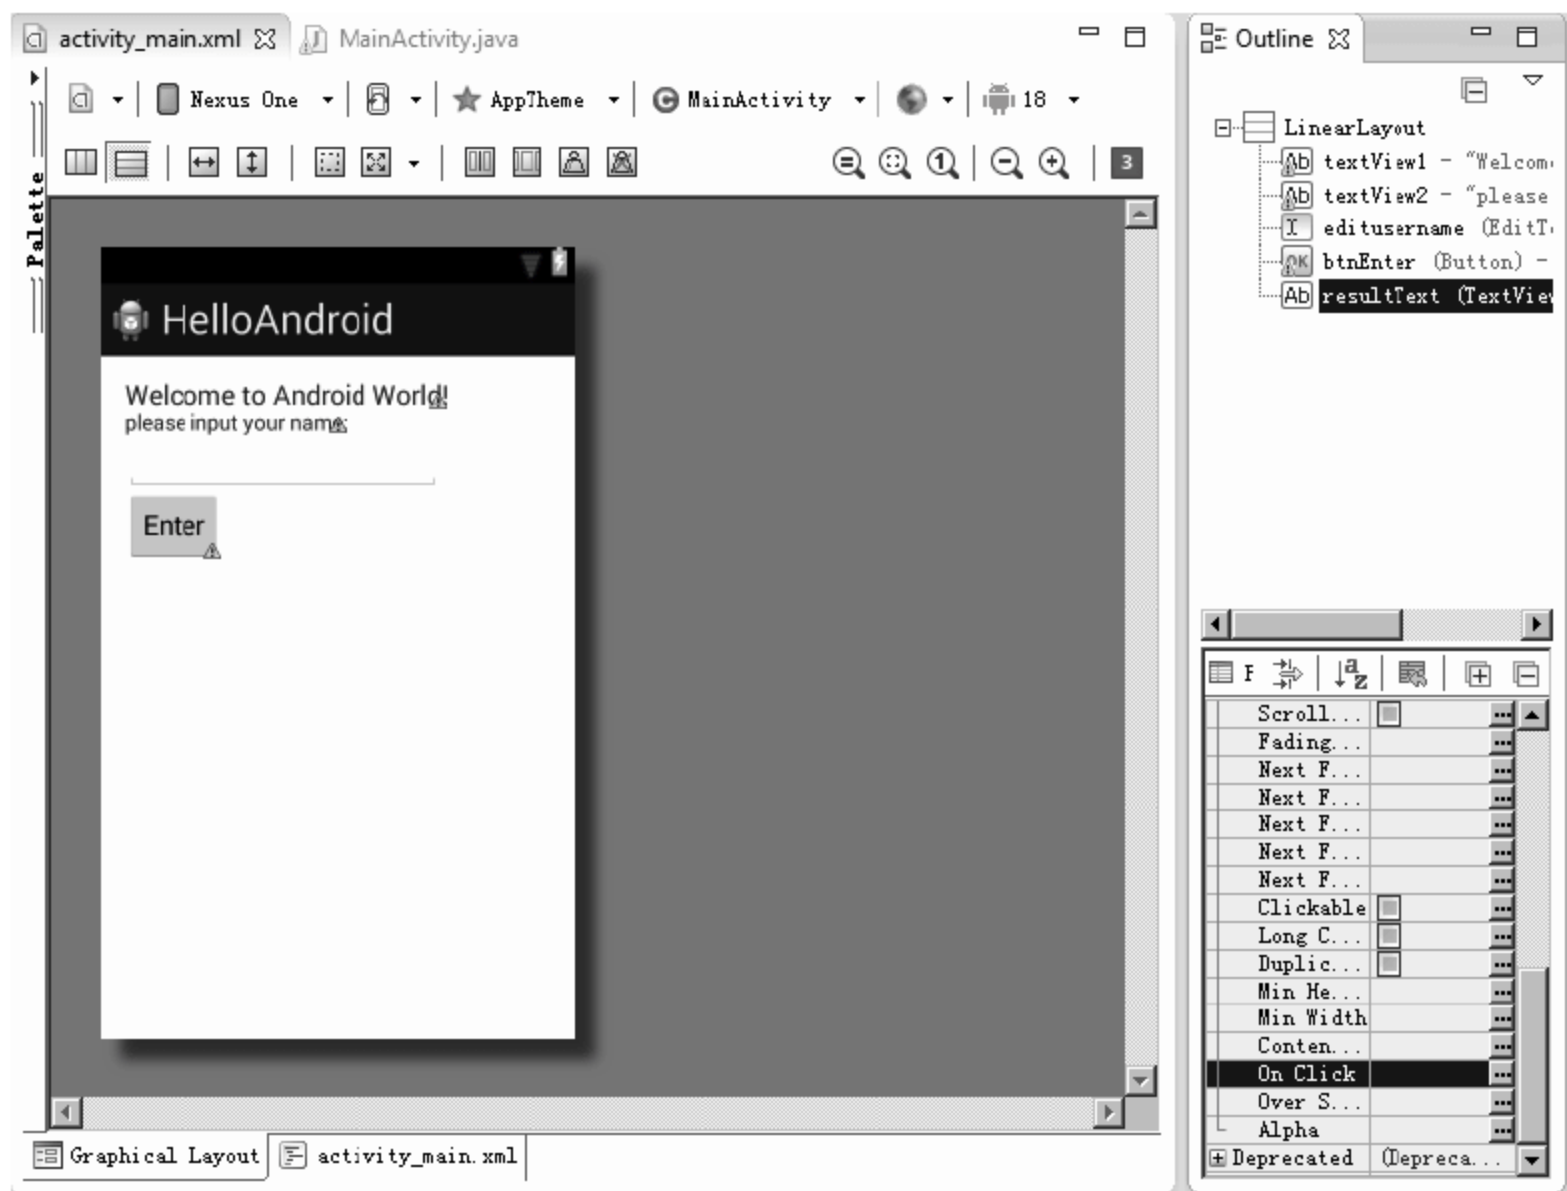 activity_main.xml MainActivity.java
Nexus One AppTheme MainActivity 18
3
Palette
HelloAndroid
Welcome to Android World!
please input your name:
Enter
Graphical Layout activity_main.xml
Outline
LinearLayout
textView1 - "Welcom
textView2 - "please
editusername (EditT
btnEnter (Button) -
resultText (TextView
Scroll...
Fading...
Next F...
Next F...
Next F...
Next F...
Next F...
Clickable
Long C...
Duplic...
Min He...
Min Width
Conten...
On Click
Over S...
Alpha
Deprecated (Depreca...